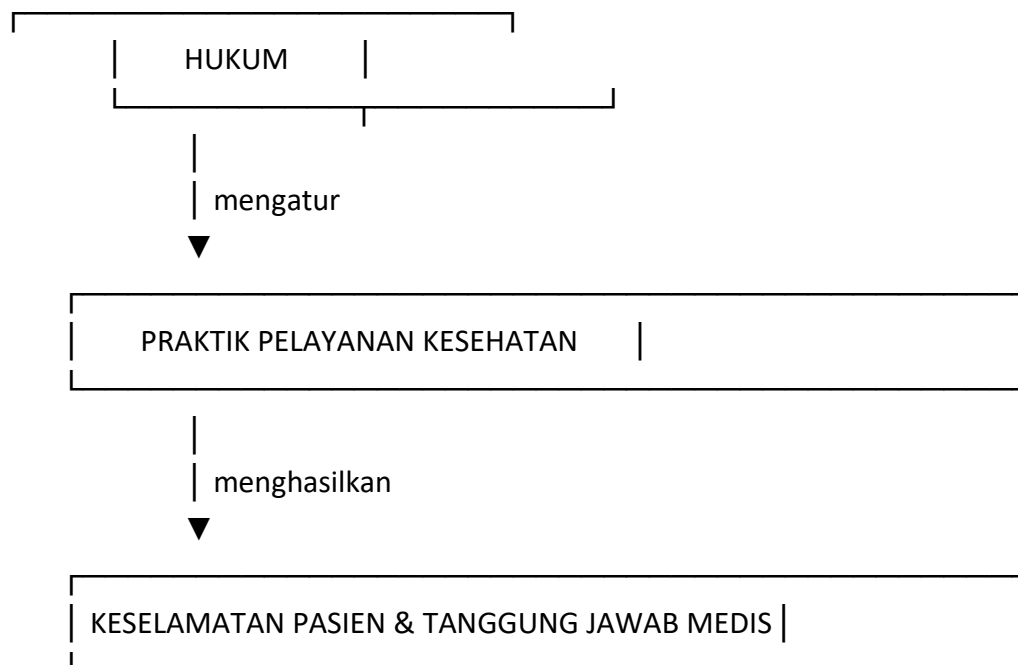 HUKUM
mengatur
PRAKTIK PELAYANAN KESEHATAN
menghasilkan
KESELAMATAN PASIEN & TANGGUNG JAWAB MEDIS